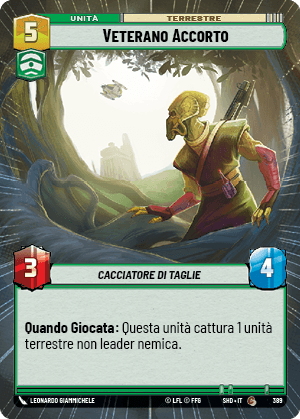 5
UNITÀ
TERRESTRE
VETERANO ACCORTO
3
CACCIATORE DI TAGLIE
4
Quando Giocata: Questa unità cattura 1 unità
terrestre non leader nemica.
LEONARDO GIAMMICHELE
© LFL © FFG
SHD • IT
389